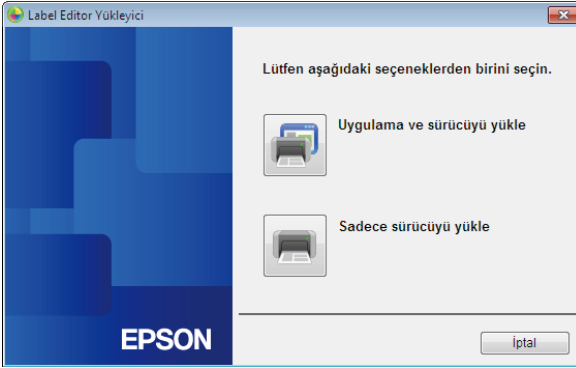 Label Editor Yükleyici
Lütfen aşağıdaki seçeneklerden birini seçin.
Uygulama ve sürücüyü yükle
Sadece sürücüyü yükle
EPSON
İptal